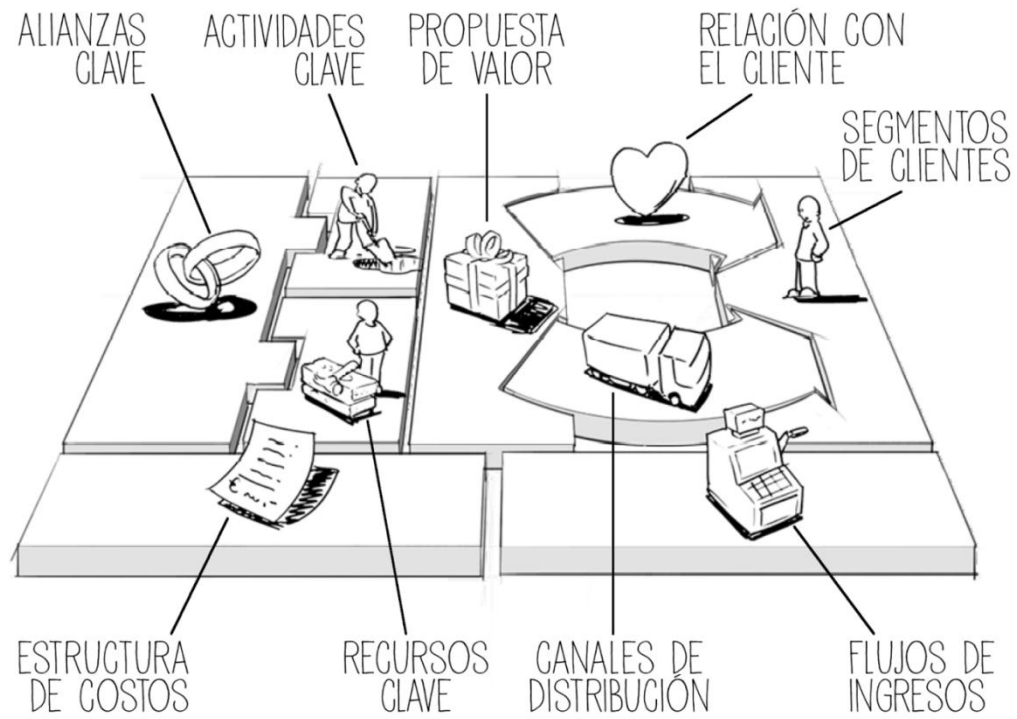 ALIANZAS
CLAVE
ACTIVIDADES
CLAVE
PROPUESTA
DE VALOR
RELACIÓN CON
EL CLIENTE
SEGMENTOS
DE CLIENTES
€
ESTRUCTURA
DE COSTOS
RECURSOS
CLAVE
CANALES DE
DISTRIBUCIÓN
FLUJOS DE
INGRESOS